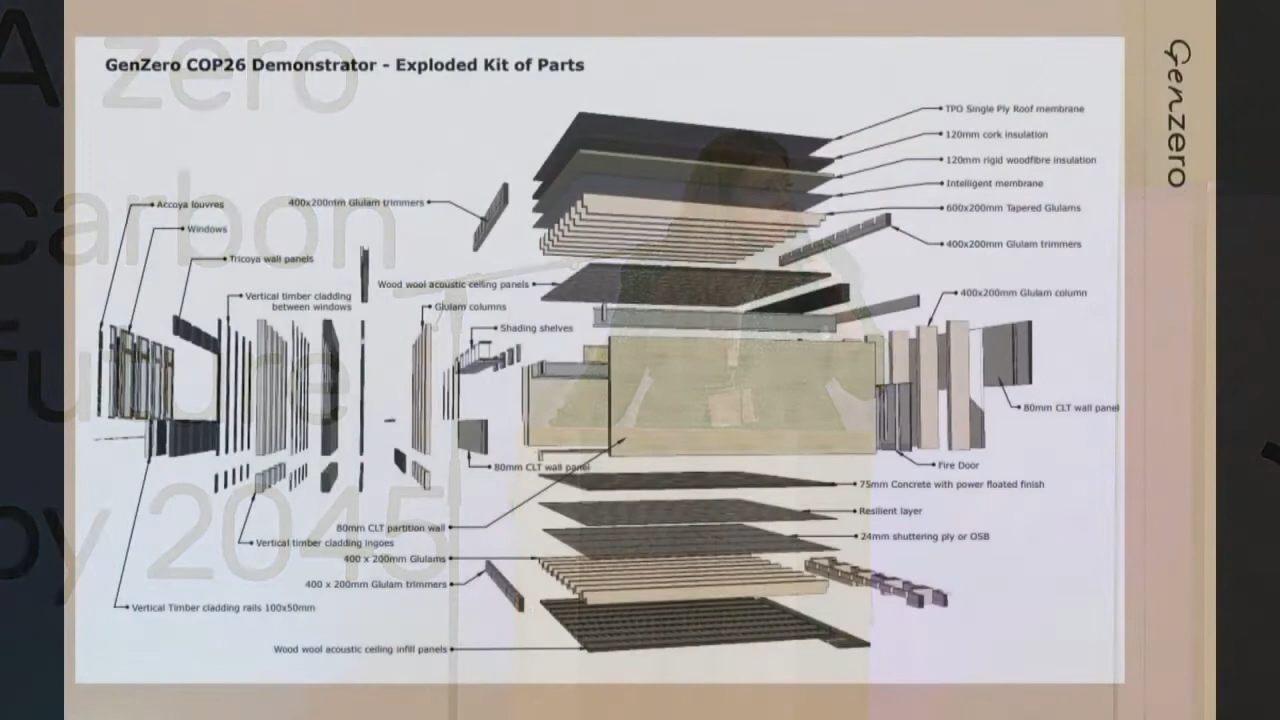 GenZero COP26 Demonstrator - Exploded Kit of Parts
Genzero
A zero
carbon
future
by 2045
TPO Single Ply Roof membrane
120mm cork insulation
120mm rigid woodfibre insulation
Intelligent membrane
600x200mm Tapered Glulams
400x200mm Glulam trimmers
400x200mm Glulam trimmers
Accoya louvres
Windows
Tricoya wall panels
Wood wool acoustic ceiling panels
Vertical timber cladding
between windows
Glulam columns
Shading shelves
400x200mm Glulam column
80mm CLT wall panel
80mm CLT wall panel
Fire Door
75mm Concrete with power floated finish
Resilient layer
24mm shuttering ply or OSB
80mm CLT partition wall
Vertical timber cladding ingoes
400 x 200mm Glulams
400 x 200mm Glulam trimmers
Vertical Timber cladding rails 100x50mm
Wood wool acoustic ceiling infill panels